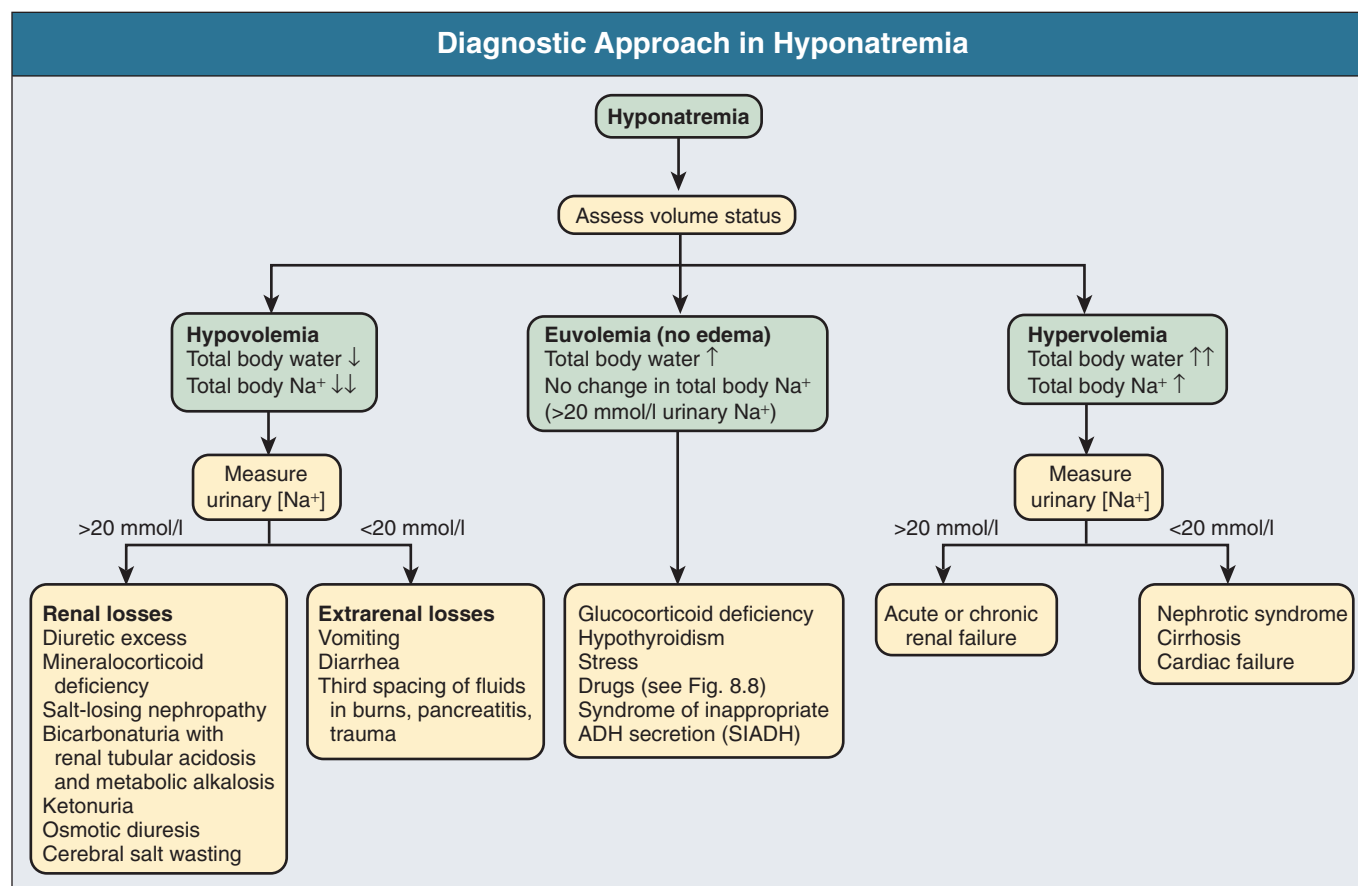 Diagnostic Approach in Hyponatremia
Hyponatremia
Assess volume status
Hypovolemia
Total body water ↓
Total body Na⁺ ↓↓
Euvolemia (no edema)
Total body water ↑
No change in total body Na⁺
(>20 mmol/l urinary Na⁺)
Hypervolemia
Total body water ↑↑
Total body Na⁺ ↑
Measure
urinary [Na⁺]
>20 mmol/l
<20 mmol/l
Renal losses
Diuretic excess
Mineralocorticoid
deficiency
Salt-losing nephropathy
Bicarbonaturia with
renal tubular acidosis
and metabolic alkalosis
Ketonuria
Osmotic diuresis
Cerebral salt wasting
Extrarenal losses
Vomiting
Diarrhea
Third spacing of fluids
in burns, pancreatitis,
trauma
Glucocorticoid deficiency
Hypothyroidism
Stress
Drugs (see Fig. 8.8)
Syndrome of inappropriate
ADH secretion (SIADH)
Measure
urinary [Na⁺]
>20 mmol/l
<20 mmol/l
Acute or chronic
renal failure
Nephrotic syndrome
Cirrhosis
Cardiac failure